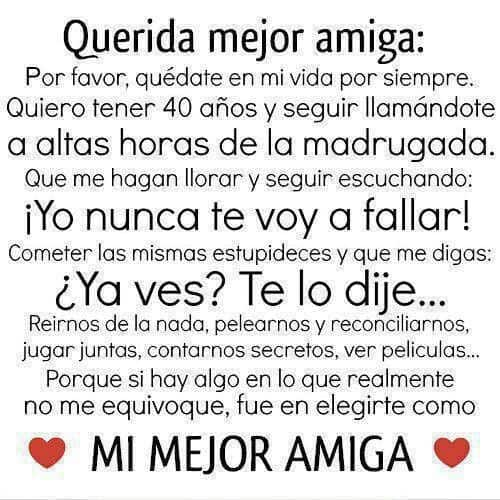 Querida mejor amiga:
Por favor, quédate en mi vida por siempre.
Quiero tener 40 años y seguir llamándote
a altas horas de la madrugada.
Que me hagan llorar y seguir escuchando:
¡Yo nunca te voy a fallar!
Cometer las mismas estupideces y que me digas:
¿Ya ves? Te lo dije...
Reirnos de la nada, pelearnos y reconciliarnos,
jugar juntas, contarnos secretos, ver peliculas...
Porque si hay algo en lo que realmente
no me equivoque, fue en elegirte como
MI MEJOR AMIGA